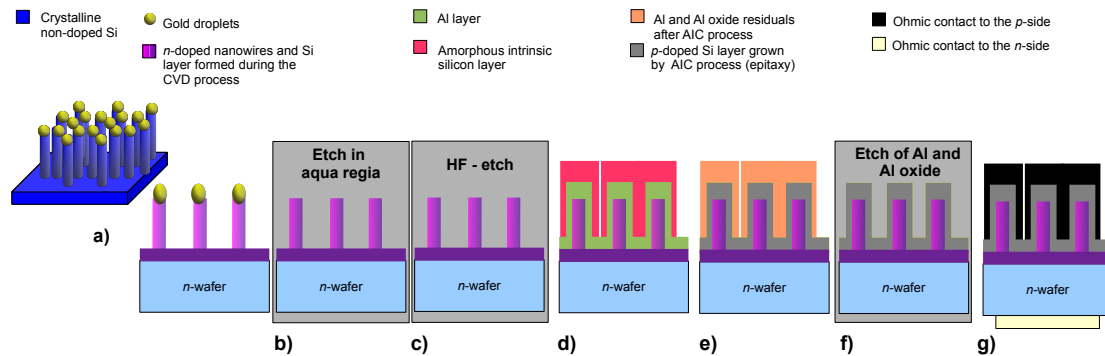 Crystalline
non-doped Si
Gold droplets
n-doped nanowires and Si
layer formed during the
CVD process
Al layer
Amorphous intrinsic
silicon layer
Al and Al oxide residuals
after AIC process
p-doped Si layer grown
by AIC process (epitaxy)
Ohmic contact to the p-side
Ohmic contact to the n-side
a)
n-wafer
Etch in
aqua regia
n-wafer
b)
HF - etch
n-wafer
c)
n-wafer
d)
n-wafer
e)
Etch of Al and
Al oxide
n-wafer
f)
n-wafer
g)